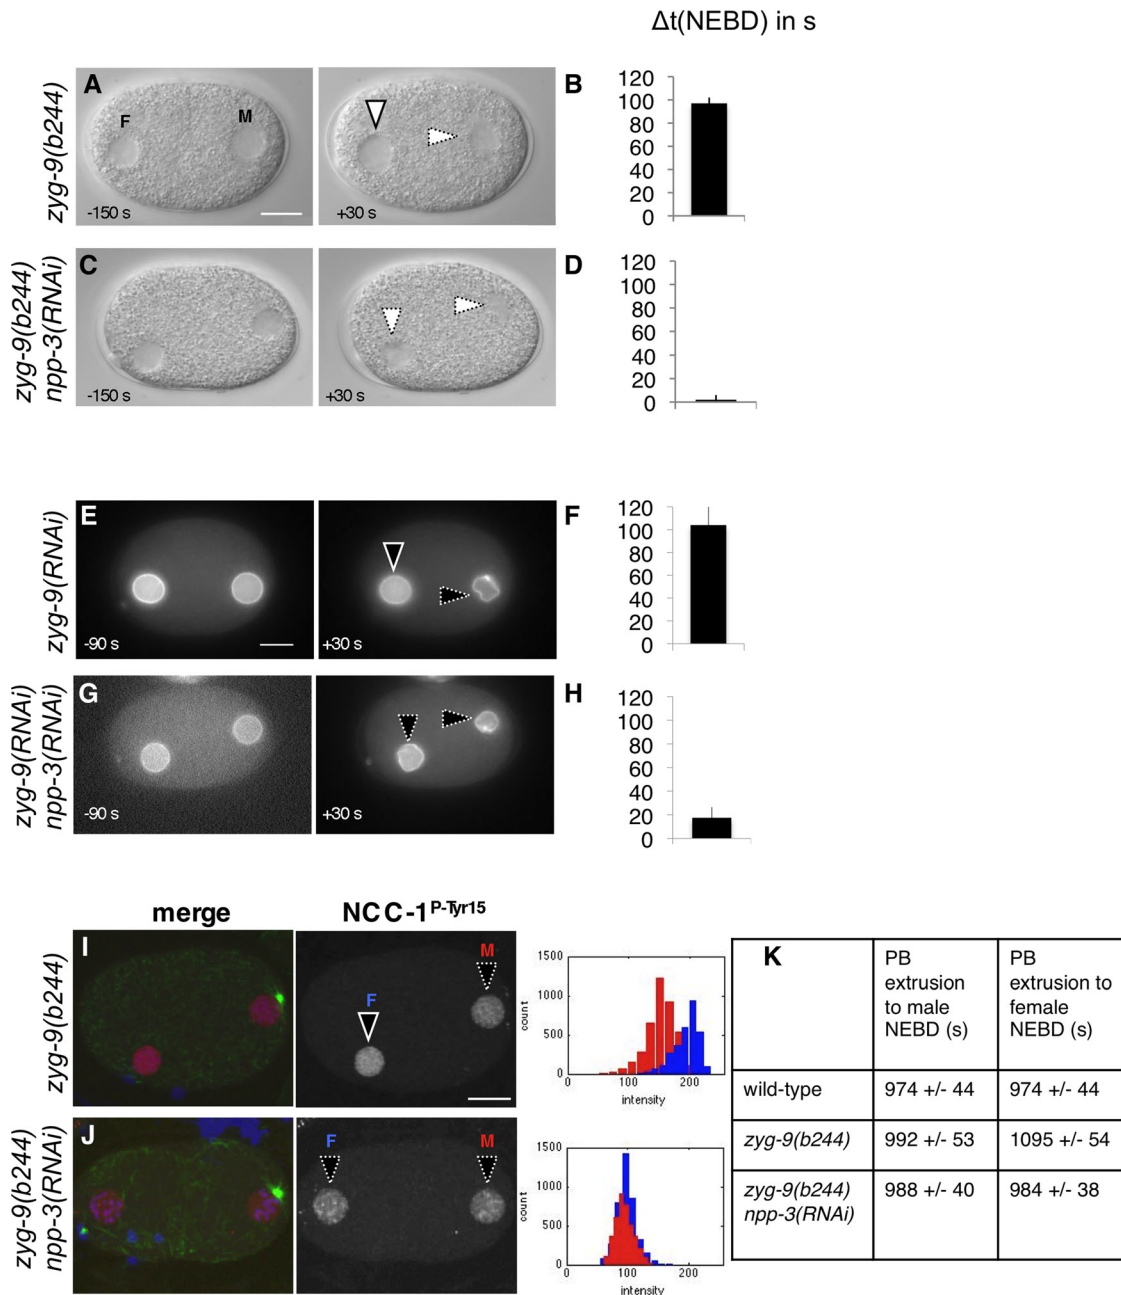 Δt(NEBD) in s
zyg-9(b244)
A
F
M
-150 s
+30 s
B
120
100
80
60
40
20
0
zyg-9(b244)
npp-3(RNAi)
C
-150 s
+30 s
D
120
100
80
60
40
20
0
zyg-9(RNAi)
E
-90 s
+30 s
F
120
100
80
60
40
20
0
zyg-9(RNAi)
npp-3(RNAi)
G
-90 s
+30 s
H
120
100
80
60
40
20
0
merge
NCC-1P-Tyr15
zyg-9(b244)
I
F
M
count
1500
1000
500
0
0 100 200
intensity
zyg-9(b244)
npp-3(RNAi)
J
F
M
count
1500
1000
500
0
0 100 200
intensity
K
PB extrusion to male NEBD (s)
PB extrusion to female NEBD (s)
wild-type 974 +/- 44 974 +/- 44
zyg-9(b244) 992 +/- 53 1095 +/- 54
zyg-9(b244) npp-3(RNAi) 988 +/- 40 984 +/- 38